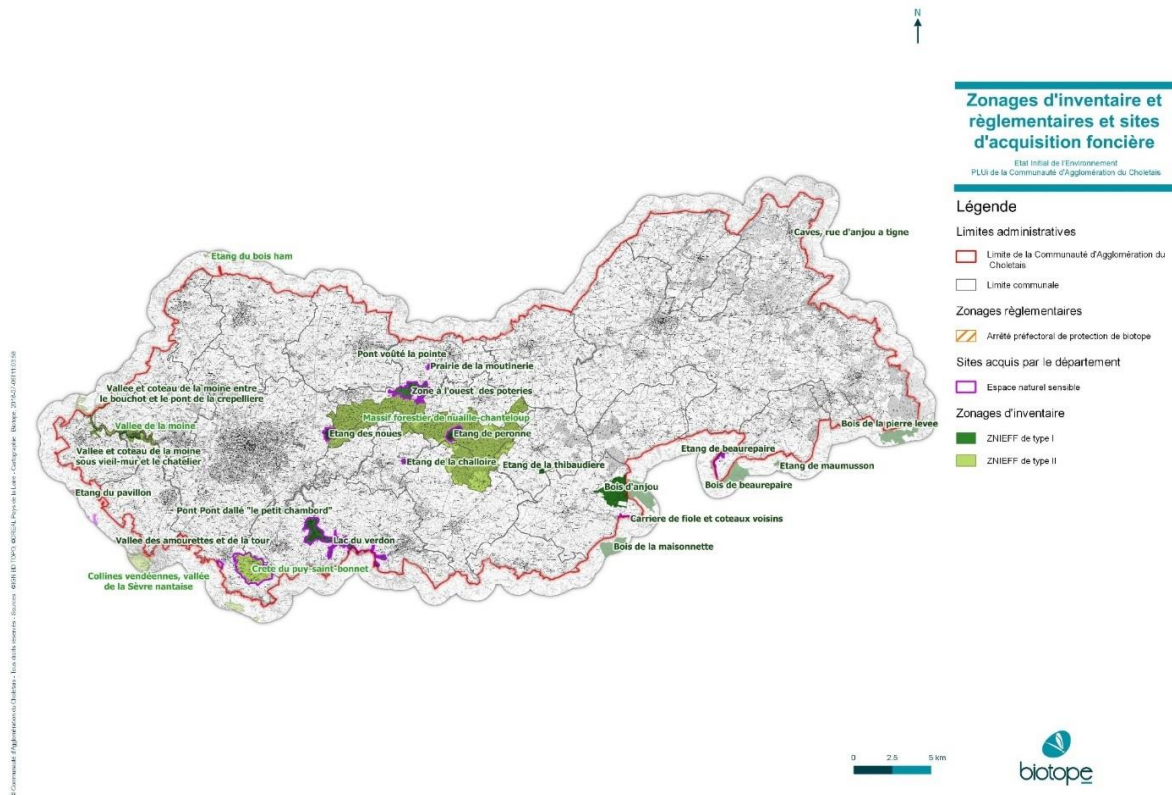 N
Zonages d'inventaire et
règlementaires et sites
d'acquisition foncière
Etat Initial de l'Environnement
PLUi de la Communauté d'Agglomération du Choletais
Légende
Limites administratives
Limite de la Communauté d'Agglomération du
Choletais
Limite communale
Zonages règlementaires
Arrêté préfectoral de protection de biotope
Sites acquis par le département
Espace naturel sensible
Zonages d'inventaire
ZNIEFF de type I
ZNIEFF de type II
Caves, rue d'anjou a tigne
Etang du bois ham
Pont voûté la pointe
Prairie de la moutinerie
Vallee et coteau de la moine entre
le bouchot et le pont de la crepelliere
Zone à l'ouest des poteries
Massif forestier de nuaille-chanteloup
Vallee de la moine
Etang des noues
Etang de peronne
Bois de la pierre levee
Vallee et coteau de la moine
sous vieil-mur et le chatelier
Etang de la challoire
Etang de la thibaudiere
Etang de beaurepaire
Etang de maumusson
Bois de beaurepaire
Bois d'anjou
Etang du pavillon
Pont Pont dallé "le petit chambord"
Carriere de fiole et coteaux voisins
Vallee des amourettes et de la tour
Lac du verdon
Bois de la maisonnette
Crete du puy-saint-bonnet
Collines vendéennes, vallée
de la Sèvre nantaise
0 2,5 5 km
biotope